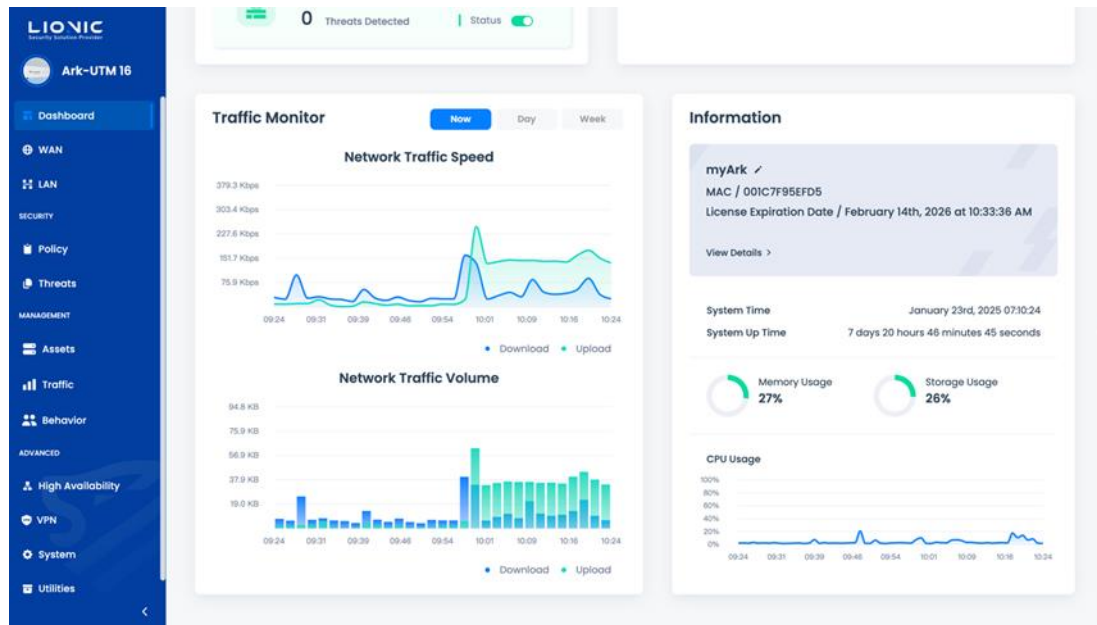 LIONIC
Security Solution Provider
Ark-UTM 16
Dashboard
WAN
LAN
SECURITY
Policy
Threats
MANAGEMENT
Assets
Traffic
Behavior
ADVANCED
High Availability
VPN
System
Utilities
0 Threats Detected
Status
Traffic Monitor
Now Day Week
Network Traffic Speed
379.3 Kbps
303.4 Kbps
227.6 Kbps
151.7 Kbps
75.9 Kbps
09:24 09:31 09:39 09:46 09:54 10:01 10:09 10:16 10:24
Download Upload
Network Traffic Volume
94.8 KB
75.9 KB
56.9 KB
37.9 KB
19.0 KB
09:24 09:31 09:39 09:46 09:54 10:01 10:09 10:16 10:24
Download Upload
Information
myArk
MAC / 001C7F95EFD5
License Expiration Date / February 14th, 2026 at 10:33:36 AM
View Details >
System Time January 23rd, 2025 07:10:24
System Up Time 7 days 20 hours 46 minutes 45 seconds
Memory Usage
27%
Storage Usage
26%
CPU Usage
100%
80%
60%
40%
20%
0%
09:24 09:31 09:39 09:46 09:54 10:01 10:09 10:16 10:24